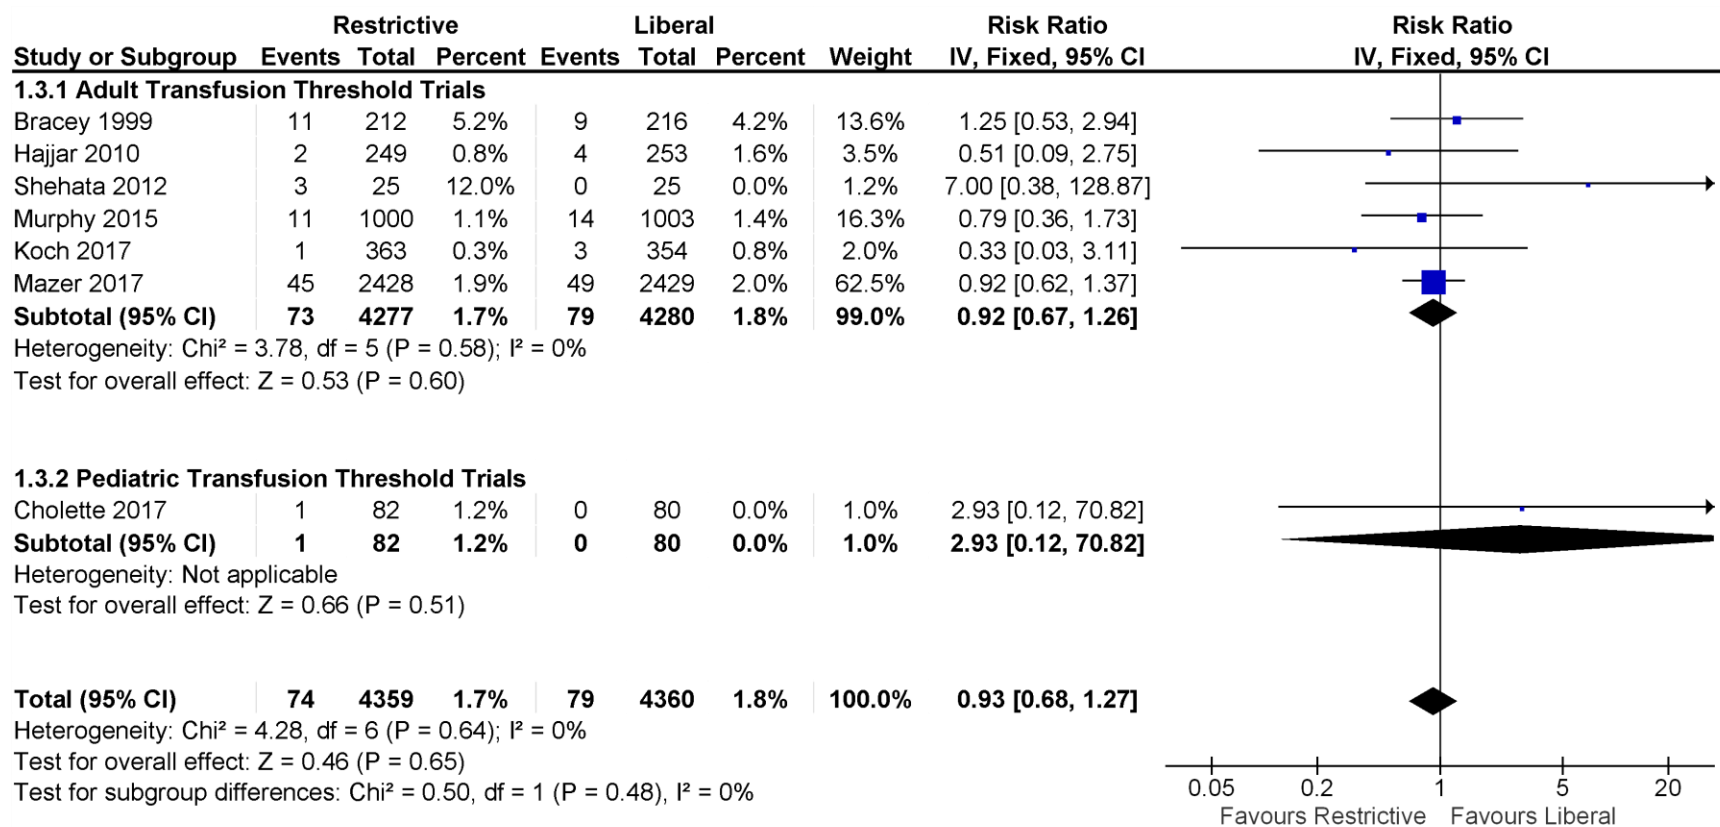 Restrictive Liberal Risk Ratio Risk Ratio
Study or Subgroup Events Total Percent Events Total Percent Weight IV, Fixed, 95% CI IV, Fixed, 95% CI
1.3.1 Adult Transfusion Threshold Trials
Bracey 1999 11 212 5.2% 9 216 4.2% 13.6% 1.25 [0.53, 2.94]
Hajjar 2010 2 249 0.8% 4 253 1.6% 3.5% 0.51 [0.09, 2.75]
Shehata 2012 3 25 12.0% 0 25 0.0% 1.2% 7.00 [0.38, 128.87]
Murphy 2015 11 1000 1.1% 14 1003 1.4% 16.3% 0.79 [0.36, 1.73]
Koch 2017 1 363 0.3% 3 354 0.8% 2.0% 0.33 [0.03, 3.11]
Mazer 2017 45 2428 1.9% 49 2429 2.0% 62.5% 0.92 [0.62, 1.37]
Subtotal (95% CI) 73 4277 1.7% 79 4280 1.8% 99.0% 0.92 [0.67, 1.26]
Heterogeneity: Chi² = 3.78, df = 5 (P = 0.58); I² = 0%
Test for overall effect: Z = 0.53 (P = 0.60)
1.3.2 Pediatric Transfusion Threshold Trials
Cholette 2017 1 82 1.2% 0 80 0.0% 1.0% 2.93 [0.12, 70.82]
Subtotal (95% CI) 1 82 1.2% 0 80 0.0% 1.0% 2.93 [0.12, 70.82]
Heterogeneity: Not applicable
Test for overall effect: Z = 0.66 (P = 0.51)
Total (95% CI) 74 4359 1.7% 79 4360 1.8% 100.0% 0.93 [0.68, 1.27]
Heterogeneity: Chi² = 4.28, df = 6 (P = 0.64); I² = 0%
Test for overall effect: Z = 0.46 (P = 0.65)
Test for subgroup differences: Chi² = 0.50, df = 1 (P = 0.48), I² = 0%
0.05 0.2 1 5 20
Favours Restrictive Favours Liberal